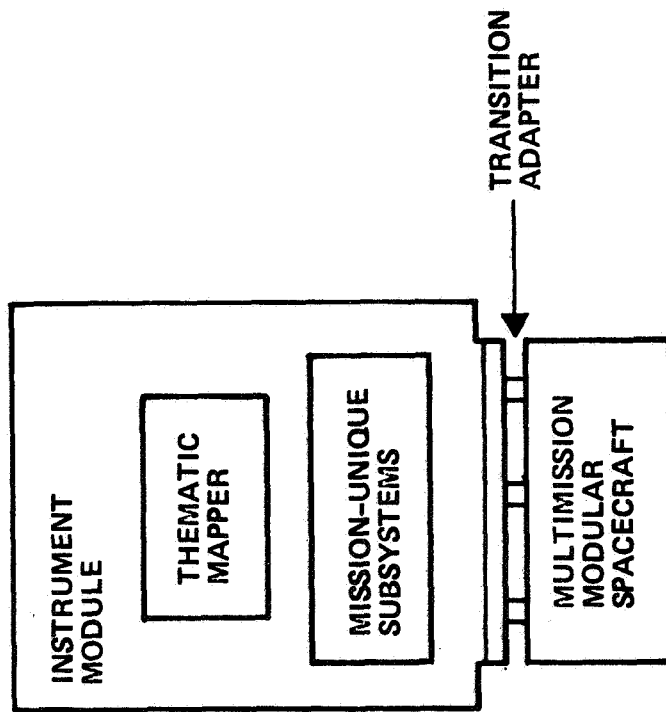 INSTRUMENT
MODULE
THEMATIC
MAPPER
MISSION-UNIQUE
SUBSYSTEMS
TRANSITION
ADAPTER
MULTIMISSION
MODULAR
SPACECRAFT